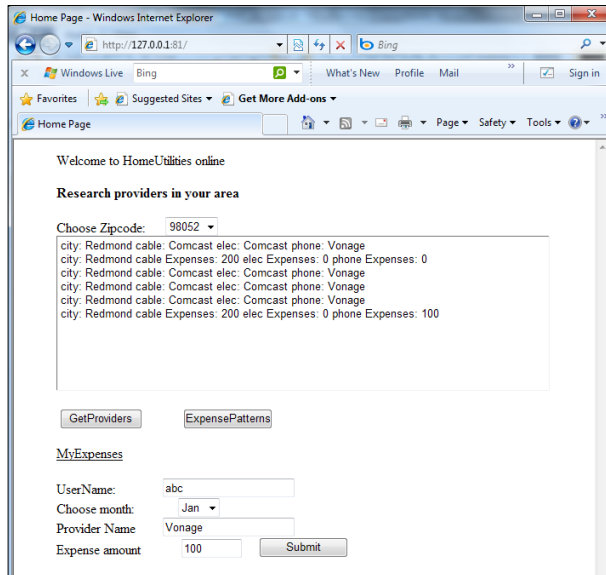 Home Page - Windows Internet Explorer
http://127.0.0.1:81/
Bing
X Windows Live Bing What's New Profile Mail >> Sign in
Favorites Suggested Sites Get More Add-ons
Home Page Page Safety Tools >>
Welcome to HomeUtilities online
Research providers in your area
Choose Zipcode: 98052
city: Redmond cable: Comcast elec: Comcast phone: Vonage
city: Redmond cable Expenses: 200 elec Expenses: 0 phone Expenses: 0
city: Redmond cable: Comcast elec: Comcast phone: Vonage
city: Redmond cable: Comcast elec: Comcast phone: Vonage
city: Redmond cable: Comcast elec: Comcast phone: Vonage
city: Redmond cable Expenses: 200 elec Expenses: 0 phone Expenses: 100
GetProviders ExpensePatterns
MyExpenses
UserName: abc
Choose month: Jan
Provider Name Vonage
Expense amount 100 Submit